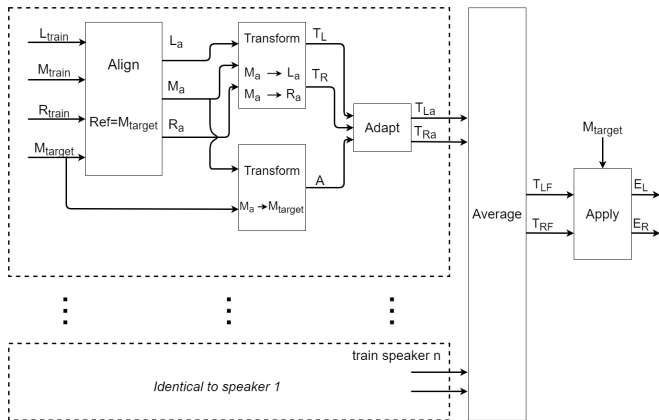 L_train
M_train
R_train
M_target
Align
Ref=M_target
L_a
M_a
R_a
Transform
M_a → L_a
M_a → R_a
T_L
T_R
Transform
M_a → M_target
A
Adapt
T_La
T_Ra
Average
T_LF
T_RF
M_target
Apply
E_L
E_R
train speaker n
Identical to speaker 1